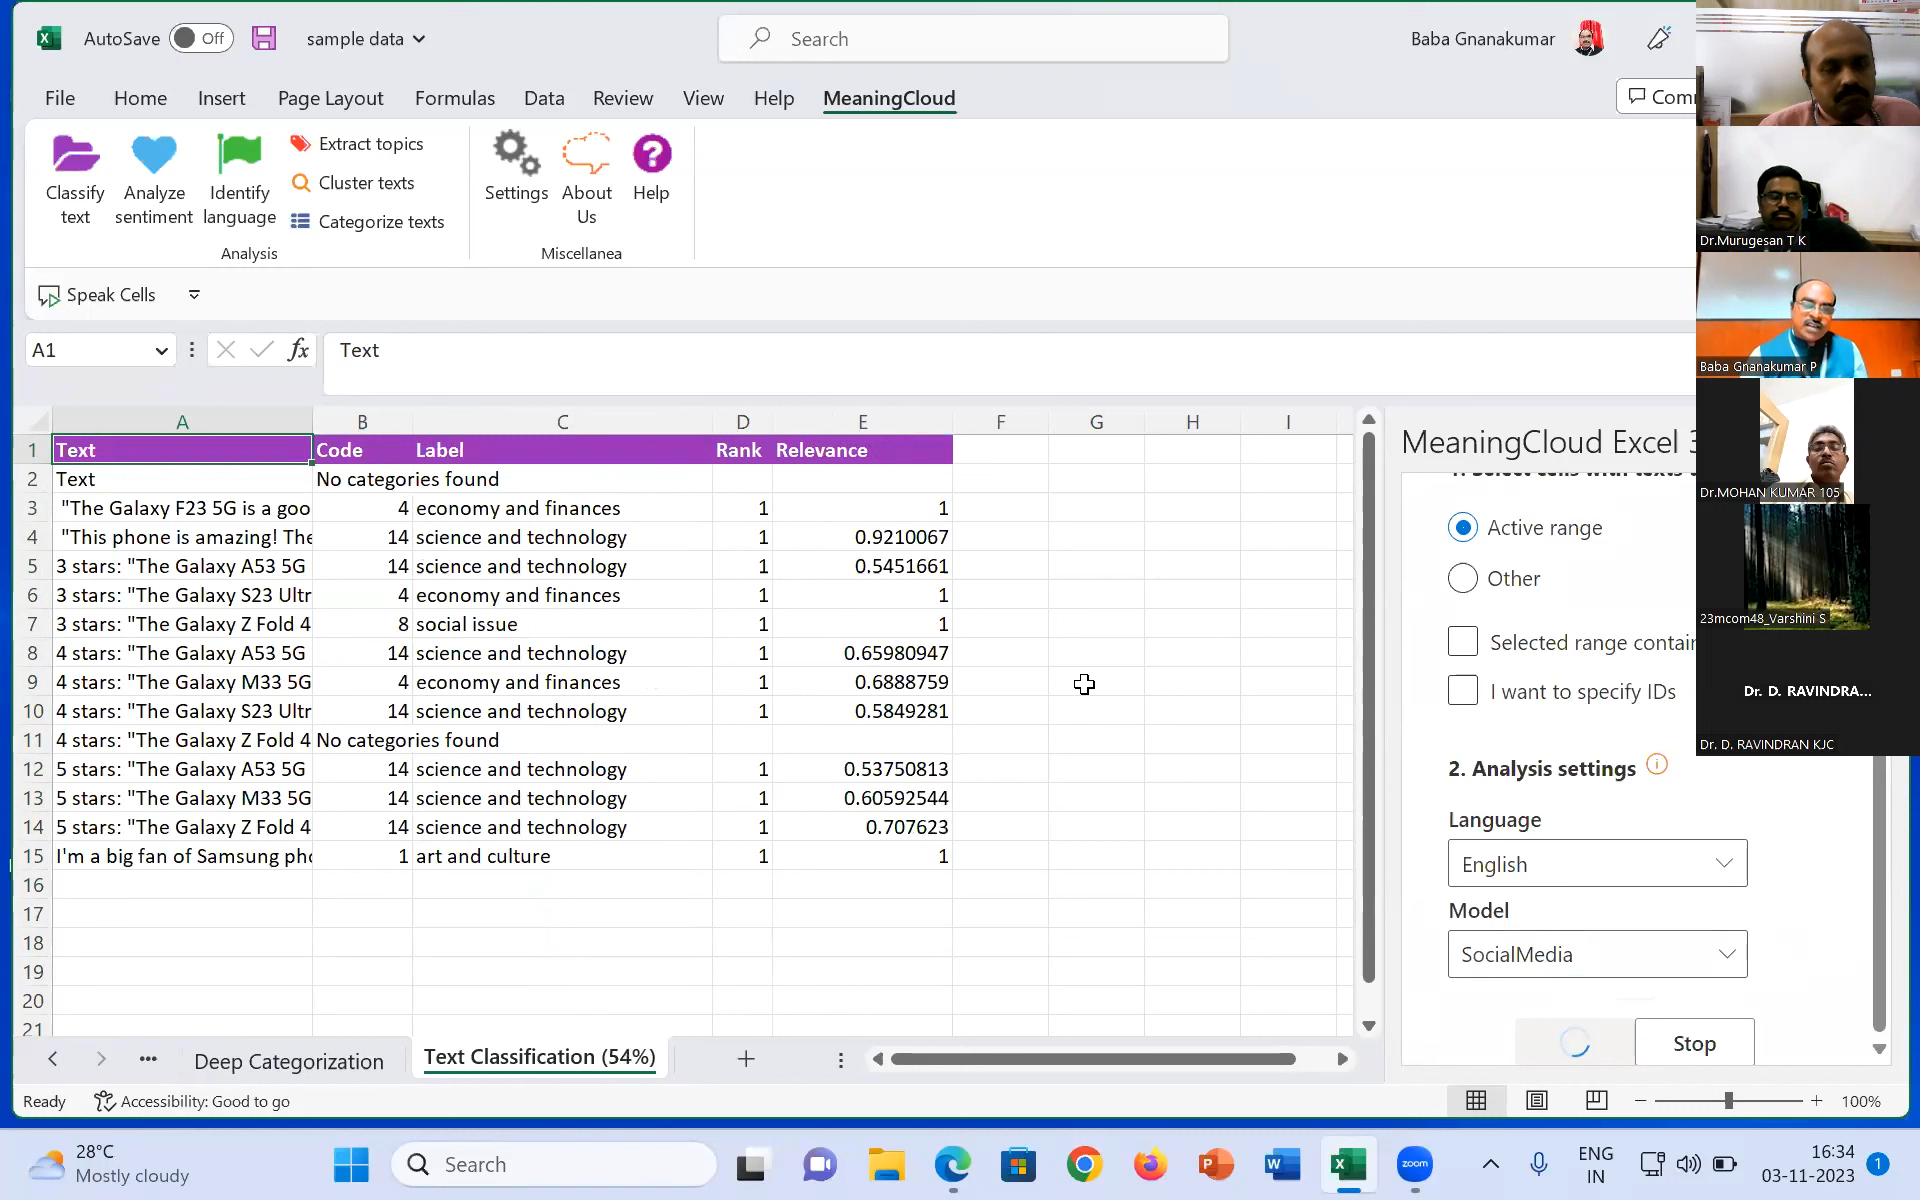 AutoSave Off sample data
Search
Baba Gnanakumar
File Home Insert Page Layout Formulas Data Review View Help MeaningCloud
Classify text
Analyze sentiment
Identify language
Extract topics
Cluster texts
Categorize texts
Analysis
Settings
About Us
Help
Miscellanea
Speak Cells
A1 fx Text
A B C D E F G H I
1 Text Code Label Rank Relevance
2 Text No categories found
3 "The Galaxy F23 5G is a goo 4 economy and finances 1 1
4 "This phone is amazing! The 14 science and technology 1 0.9210067
5 3 stars: "The Galaxy A53 5G 14 science and technology 1 0.5451661
6 3 stars: "The Galaxy S23 Ultr 4 economy and finances 1 1
7 3 stars: "The Galaxy Z Fold 4 8 social issue 1 1
8 4 stars: "The Galaxy A53 5G 14 science and technology 1 0.65980947
9 4 stars: "The Galaxy M33 5G 4 economy and finances 1 0.6888759
10 4 stars: "The Galaxy S23 Ultr 14 science and technology 1 0.5849281
11 4 stars: "The Galaxy Z Fold 4 No categories found
12 5 stars: "The Galaxy A53 5G 14 science and technology 1 0.53750813
13 5 stars: "The Galaxy M33 5G 14 science and technology 1 0.60592544
14 5 stars: "The Galaxy Z Fold 4 14 science and technology 1 0.707623
15 I'm a big fan of Samsung pho 1 art and culture 1 1
16
17
18
19
20
21
MeaningCloud Excel
Active range
Other
Selected range contain
I want to specify IDs
2. Analysis settings
Language
English
Model
SocialMedia
Stop
Dr.Murugesan T K
Baba Gnanakumar P
Dr.MOHAN KUMAR 105
23mcom48_Varshini S
Dr. D. RAVINDRA...
Dr. D. RAVINDRAN KJC
Deep Categorization
Text Classification (54%)
Ready
Accessibility: Good to go
100%
28°C
Mostly cloudy
Search
zoom
ENG
IN
16:34
03-11-2023
1